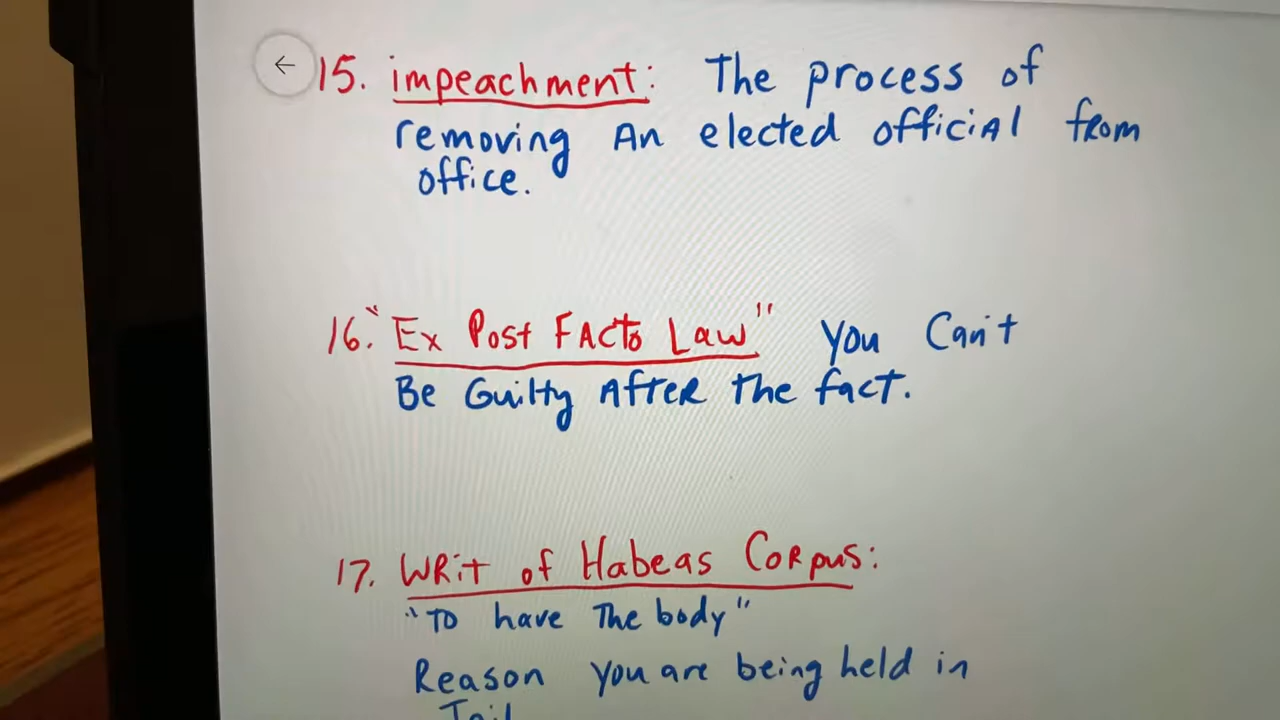 15. impeachment: The process of
removing An elected official from
office.
16. "Ex Post Facto Law" You Can't
Be Guilty After The fact.
17. Writ of Habeas Corpus:
"To have The body"
Reason you are being held in
Jail